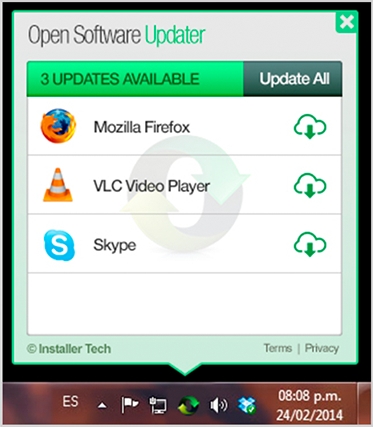 Open Software Updater
3 UPDATES AVAILABLE Update All
Mozilla Firefox
VLC Video Player
Skype
© Installer Tech Terms | Privacy
ES 08:08 p.m.
24/02/2014